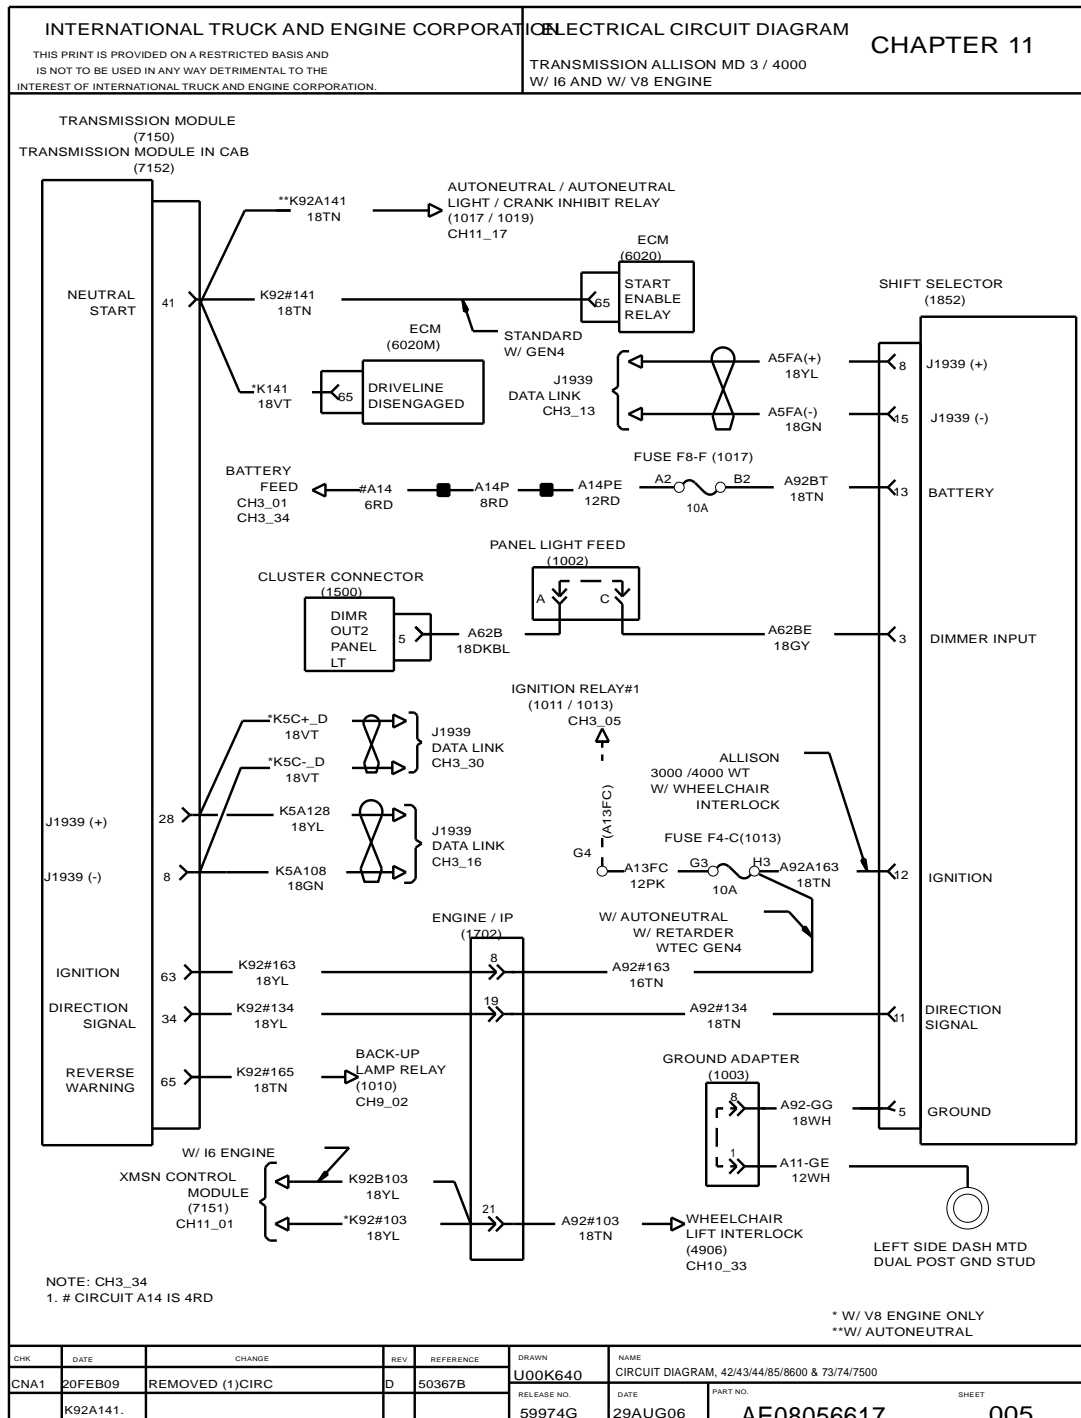 INTERNATIONAL TRUCK AND ENGINE CORPORATION
THIS PRINT IS PROVIDED ON A RESTRICTED BASIS AND
IS NOT TO BE USED IN ANY WAY DETRIMENTAL TO THE
INTEREST OF INTERNATIONAL TRUCK AND ENGINE CORPORATION.
ELECTRICAL CIRCUIT DIAGRAM
TRANSMISSION ALLISON MD 3 / 4000
W/ I6 AND W/ V8 ENGINE
CHAPTER 11
TRANSMISSION MODULE
(7150)
TRANSMISSION MODULE IN CAB
(7152)
**K92A141
18TN
AUTONEUTRAL / AUTONEUTRAL
LIGHT / CRANK INHIBIT RELAY
(1017 / 1019)
CH11_17
NEUTRAL
START
41
K92#141
18TN
ECM
(6020)
65
START
ENABLE
RELAY
STANDARD
W/ GEN4
ECM
(6020M)
*K141
18VT
65
DRIVELINE
DISENGAGED
SHIFT SELECTOR
(1852)
J1939
DATA LINK
CH3_13
A5FA(+)
18YL
8
J1939 (+)
A5FA(-)
18GN
15
J1939 (-)
BATTERY
FEED
CH3_01
CH3_34
#A14
6RD
A14P
8RD
A14PE
12RD
FUSE F8-F (1017)
A2
B2
10A
A92BT
18TN
13
BATTERY
PANEL LIGHT FEED
(1002)
A
C
CLUSTER CONNECTOR
(1500)
DIMR
OUT2
PANEL
LT
5
A62B
18DKBL
A62BE
18GY
3
DIMMER INPUT
IGNITION RELAY#1
(1011 / 1013)
CH3_05
(A13FC)
*K5C+_D
18VT
*K5C-_D
18VT
J1939
DATA LINK
CH3_30
J1939 (+)
28
K5A128
18YL
J1939
DATA LINK
CH3_16
J1939 (-)
8
K5A108
18GN
ALLISON
3000 /4000 WT
W/ WHEELCHAIR
INTERLOCK
G4
A13FC
12PK
FUSE F4-C(1013)
G3
H3
10A
A92A163
18TN
12
IGNITION
W/ AUTONEUTRAL
W/ RETARDER
WTEC GEN4
ENGINE / IP
(1702)
IGNITION
63
K92#163
18YL
8
A92#163
16TN
DIRECTION
SIGNAL
34
K92#134
18YL
19
A92#134
18TN
11
DIRECTION
SIGNAL
REVERSE
WARNING
65
K92#165
18TN
BACK-UP
LAMP RELAY
(1010)
CH9_02
GROUND ADAPTER
(1003)
8
A92-GG
18WH
5
GROUND
1
A11-GE
12WH
W/ I6 ENGINE
XMSN CONTROL
MODULE
(7151)
CH11_01
K92B103
18YL
*K92#103
18YL
21
A92#103
18TN
WHEELCHAIR
LIFT INTERLOCK
(4906)
CH10_33
LEFT SIDE DASH MTD
DUAL POST GND STUD
NOTE: CH3_34
1. # CIRCUIT A14 IS 4RD
* W/ V8 ENGINE ONLY
**W/ AUTONEUTRAL
CHK DATE CHANGE REV REFERENCE
CNA1 20FEB09 REMOVED (1)CIRC D 50367B
K92A141.
DRAWN
U00K640
NAME
CIRCUIT DIAGRAM, 42/43/44/85/8600 & 73/74/7500
RELEASE NO.
59974G
DATE
29AUG06
PART NO.
AE08056617
SHEET
005